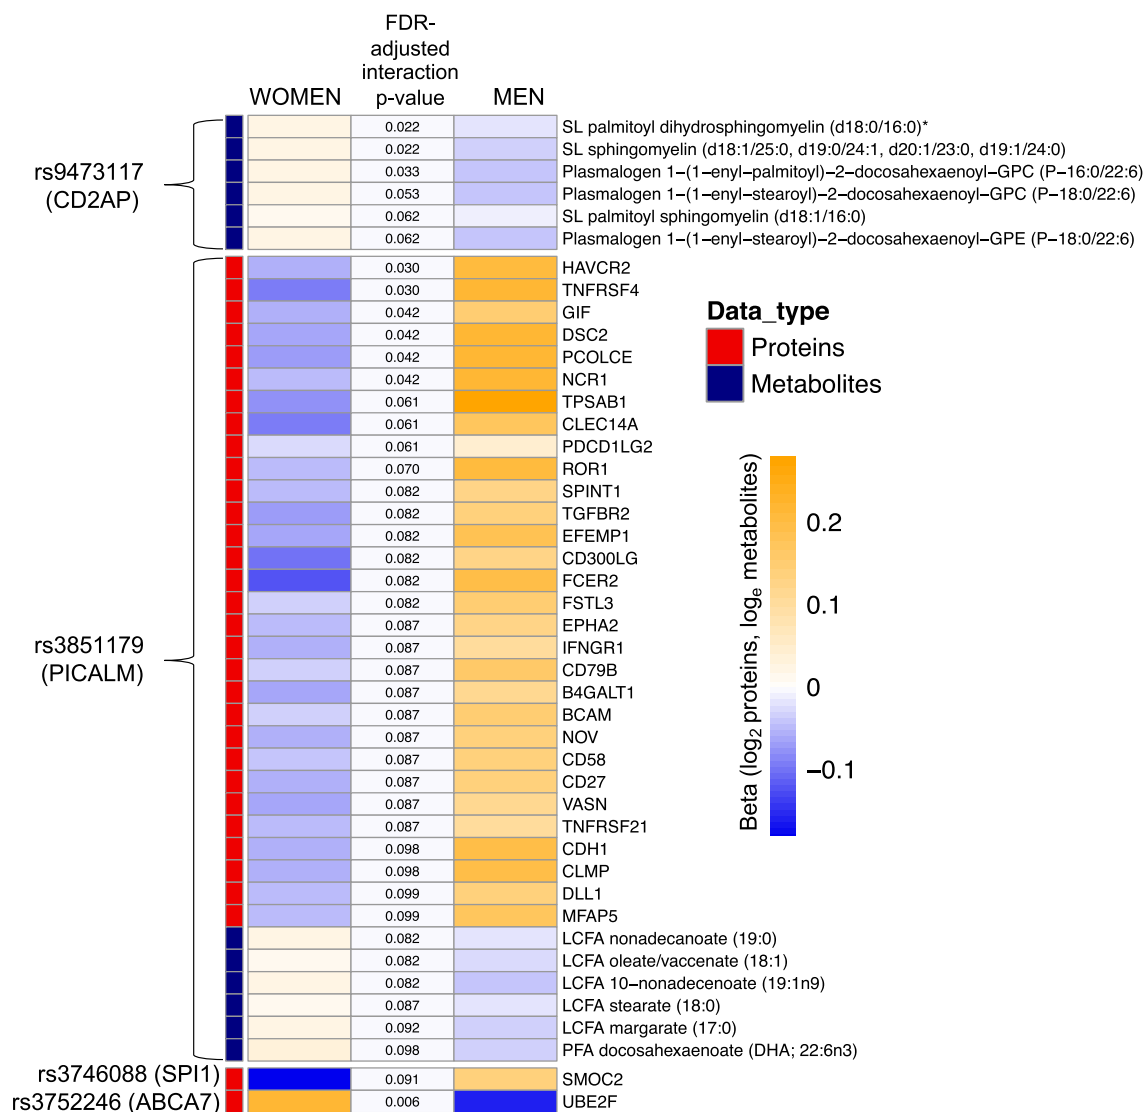 FDR-
adjusted
interaction
WOMEN p-value MEN
rs9473117
(CD2AP)
0.022 SL palmitoyl dihydrosphingomyelin (d18:0/16:0)*
0.022 SL sphingomyelin (d18:1/25:0, d19:0/24:1, d20:1/23:0, d19:1/24:0)
0.033 Plasmalogen 1−(1−enyl−palmitoyl)−2−docosahexaenoyl−GPC (P−16:0/22:6)
0.053 Plasmalogen 1−(1−enyl−stearoyl)−2−docosahexaenoyl−GPC (P−18:0/22:6)
0.062 SL palmitoyl sphingomyelin (d18:1/16:0)
0.062 Plasmalogen 1−(1−enyl−stearoyl)−2−docosahexaenoyl−GPE (P−18:0/22:6)
rs3851179
(PICALM)
0.030 HAVCR2
0.030 TNFRSF4
0.042 GIF
0.042 DSC2
0.042 PCOLCE
0.042 NCR1
0.061 TPSAB1
0.061 CLEC14A
0.061 PDCD1LG2
0.070 ROR1
0.082 SPINT1
0.082 TGFBR2
0.082 EFEMP1
0.082 CD300LG
0.082 FCER2
0.082 FSTL3
0.087 EPHA2
0.087 IFNGR1
0.087 CD79B
0.087 B4GALT1
0.087 BCAM
0.087 NOV
0.087 CD58
0.087 CD27
0.087 VASN
0.087 TNFRSF21
0.098 CDH1
0.098 CLMP
0.099 DLL1
0.099 MFAP5
0.082 LCFA nonadecanoate (19:0)
0.082 LCFA oleate/vaccenate (18:1)
0.082 LCFA 10−nonadecenoate (19:1n9)
0.087 LCFA stearate (18:0)
0.092 LCFA margarate (17:0)
0.098 PFA docosahexaenoate (DHA; 22:6n3)
rs3746088 (SPI1) 0.091 SMOC2
rs3752246 (ABCA7) 0.006 UBE2F
Data_type
Proteins
Metabolites
Beta (log₂ proteins, logₑ metabolites)
0.2
0.1
0
−0.1